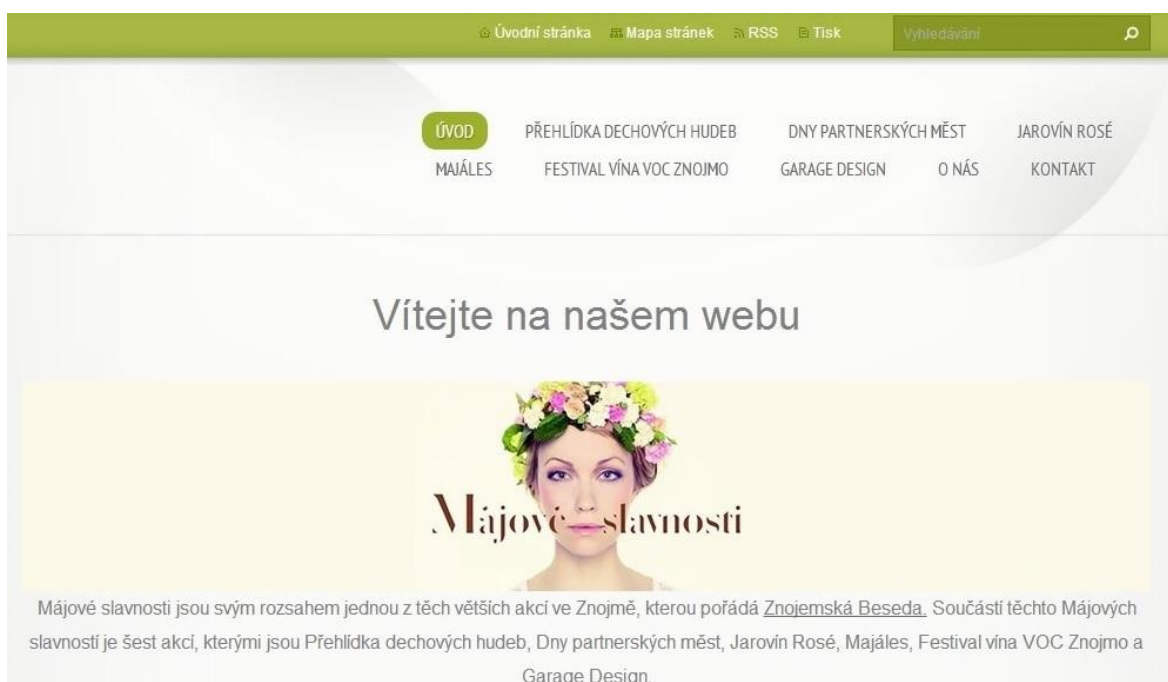 Úvodní stránka Mapa stránek RSS Tisk Vyhledávání
ÚVOD PŘEHLÍDKA DECHOVÝCH HUDEB DNY PARTNERSKÝCH MĚST JAROVÍN ROSÉ
MAJÁLES FESTIVAL VÍNA VOC ZNOJMO GARAGE DESIGN O NÁS KONTAKT
Vítejte na našem webu
Májové slavnosti
Májové slavnosti jsou svým rozsahem jednou z těch větších akcí ve Znojmě, kterou pořádá Znojemská Beseda. Součástí těchto Májových
slavností je šest akcí, kterými jsou Přehlídka dechových hudeb, Dny partnerských měst, Jarovín Rosé, Majáles, Festival vína VOC Znojmo a
Garage Design.